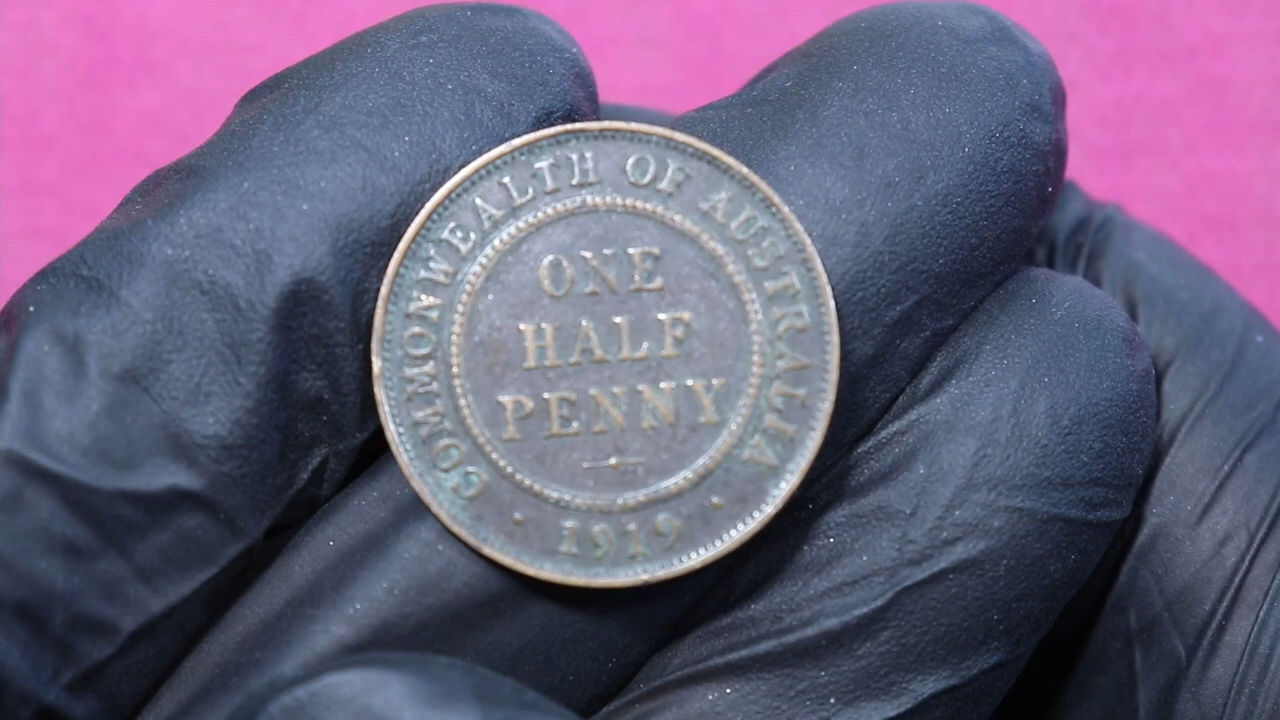 COMMONWEALTH OF AUSTRALIA
ONE
HALF
PENNY
· 1919 ·